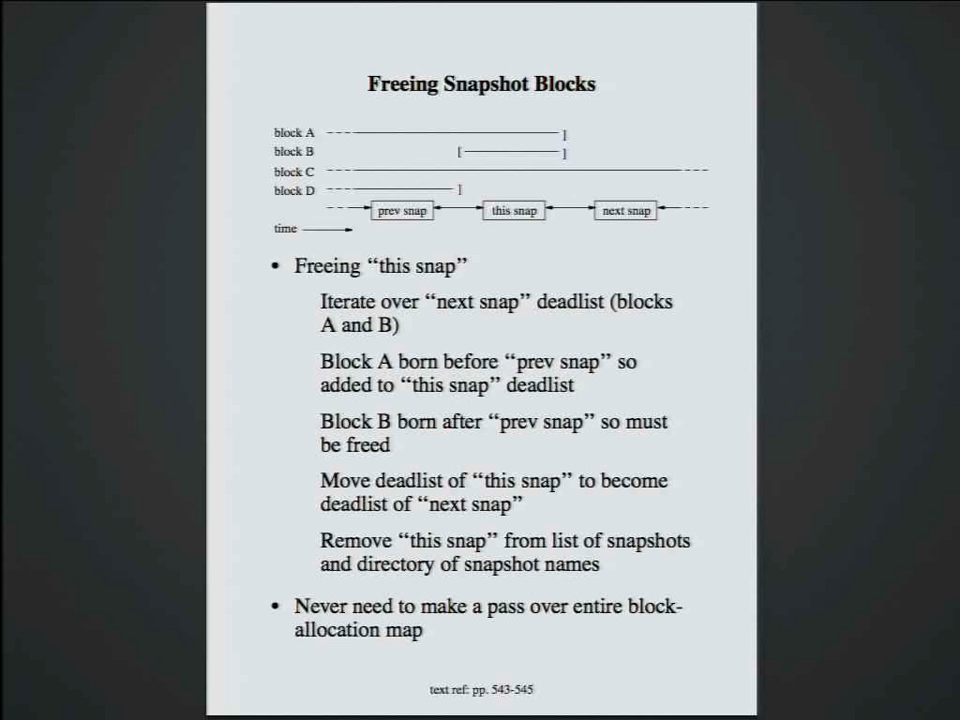 Freeing Snapshot Blocks
block A
block B
block C
block D
prev snap
this snap
next snap
time
• Freeing “this snap”
Iterate over “next snap” deadlist (blocks
A and B)
Block A born before “prev snap” so
added to “this snap” deadlist
Block B born after “prev snap” so must
be freed
Move deadlist of “this snap” to become
deadlist of “next snap”
Remove “this snap” from list of snapshots
and directory of snapshot names
• Never need to make a pass over entire block-
allocation map
text ref: pp. 543-545